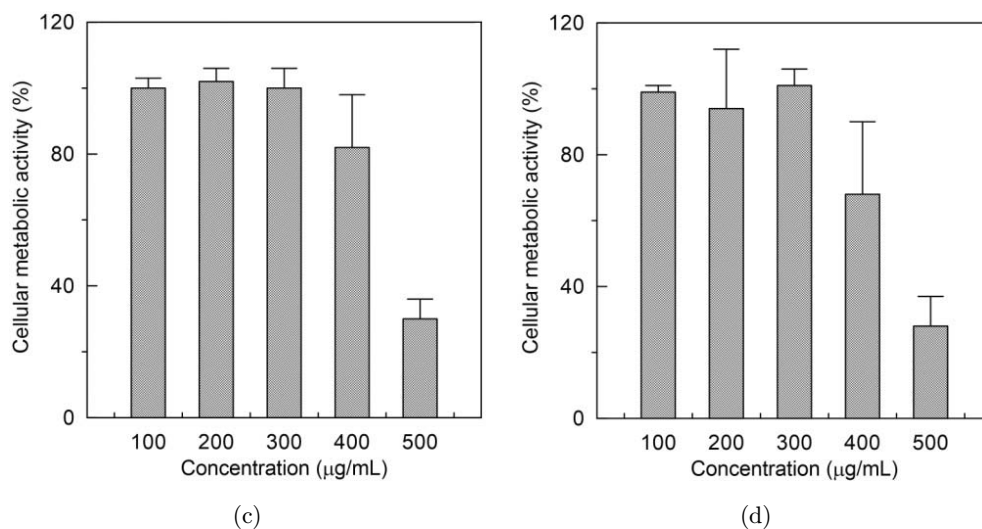 120
80
40
0
Cellular metabolic activity (%)
100 200 300 400 500
Concentration (μg/mL)
(c)
120
80
40
0
Cellular metabolic activity (%)
100 200 300 400 500
Concentration (μg/mL)
(d)